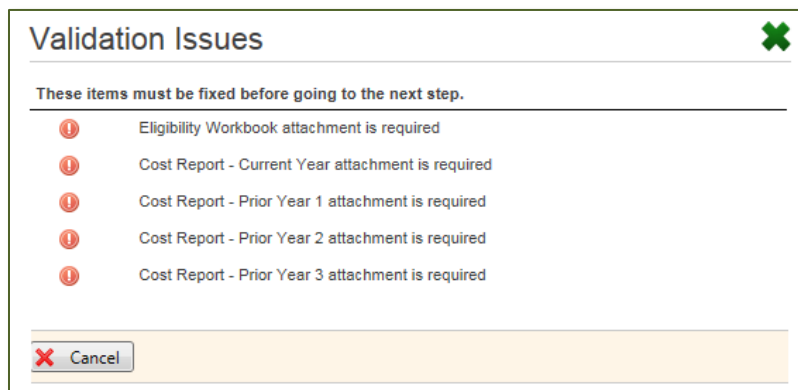 Validation Issues
These items must be fixed before going to the next step.
Eligibility Workbook attachment is required
Cost Report - Current Year attachment is required
Cost Report - Prior Year 1 attachment is required
Cost Report - Prior Year 2 attachment is required
Cost Report - Prior Year 3 attachment is required
Cancel